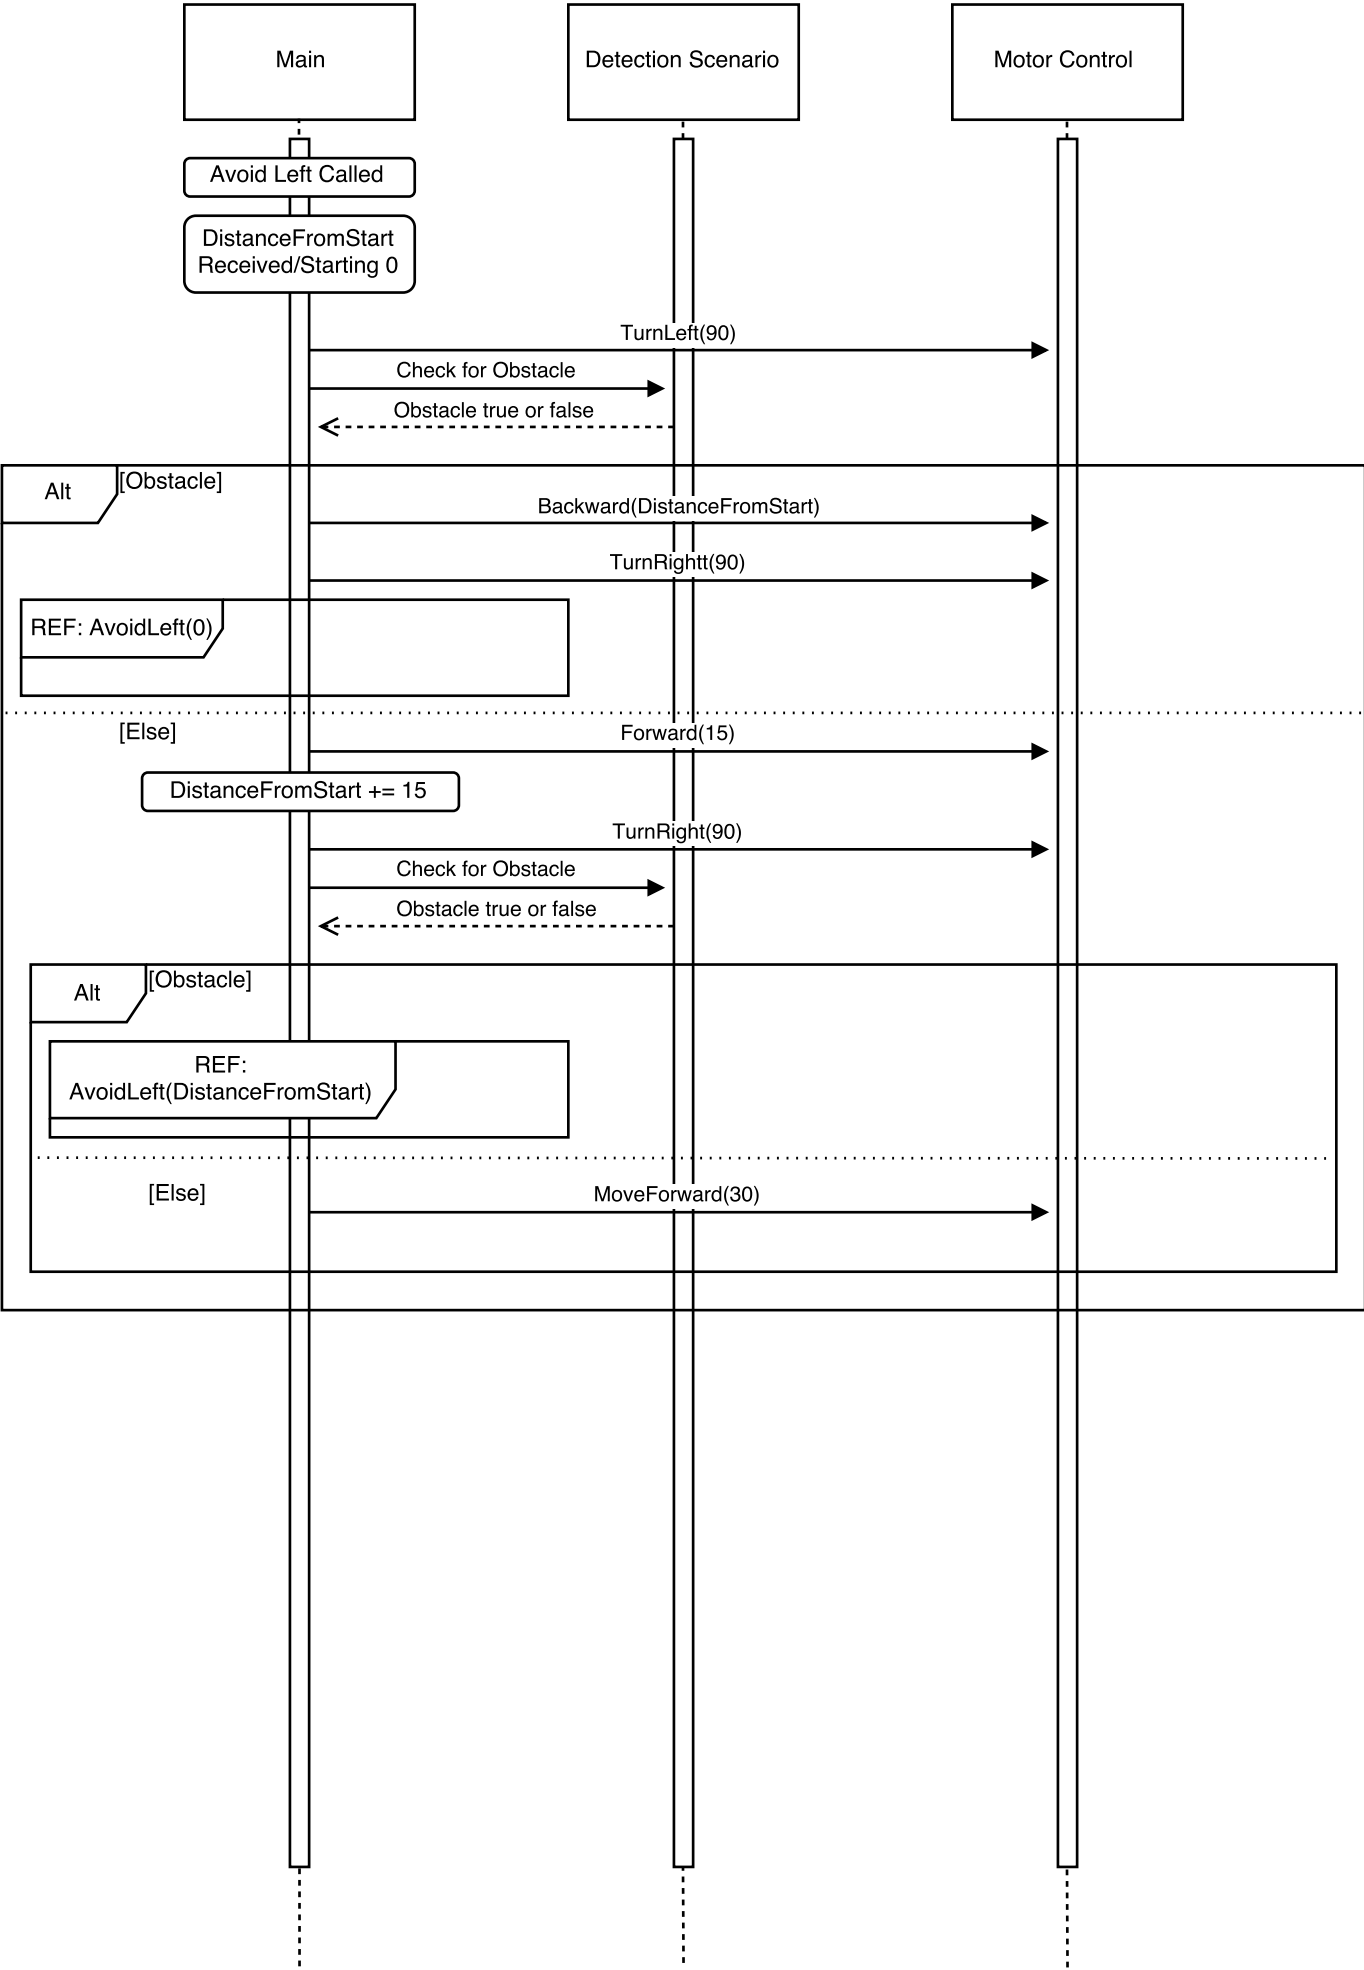 Main
Detection Scenario
Motor Control
Avoid Left Called
DistanceFromStart
Received/Starting 0
TurnLeft(90)
Check for Obstacle
Obstacle true or false
Alt
[Obstacle]
Backward(DistanceFromStart)
TurnRightt(90)
REF: AvoidLeft(0)
[Else]
Forward(15)
DistanceFromStart += 15
TurnRight(90)
Check for Obstacle
Obstacle true or false
Alt
[Obstacle]
REF:
AvoidLeft(DistanceFromStart)
[Else]
MoveForward(30)